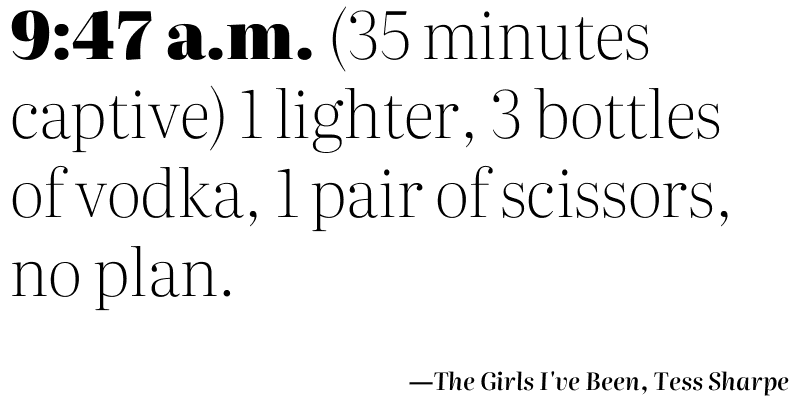 9:47 a.m. (35 minutes
captive) 1 lighter, 3 bottles
of vodka, 1 pair of scissors,
no plan.
—The Girls I've Been, Tess Sharpe